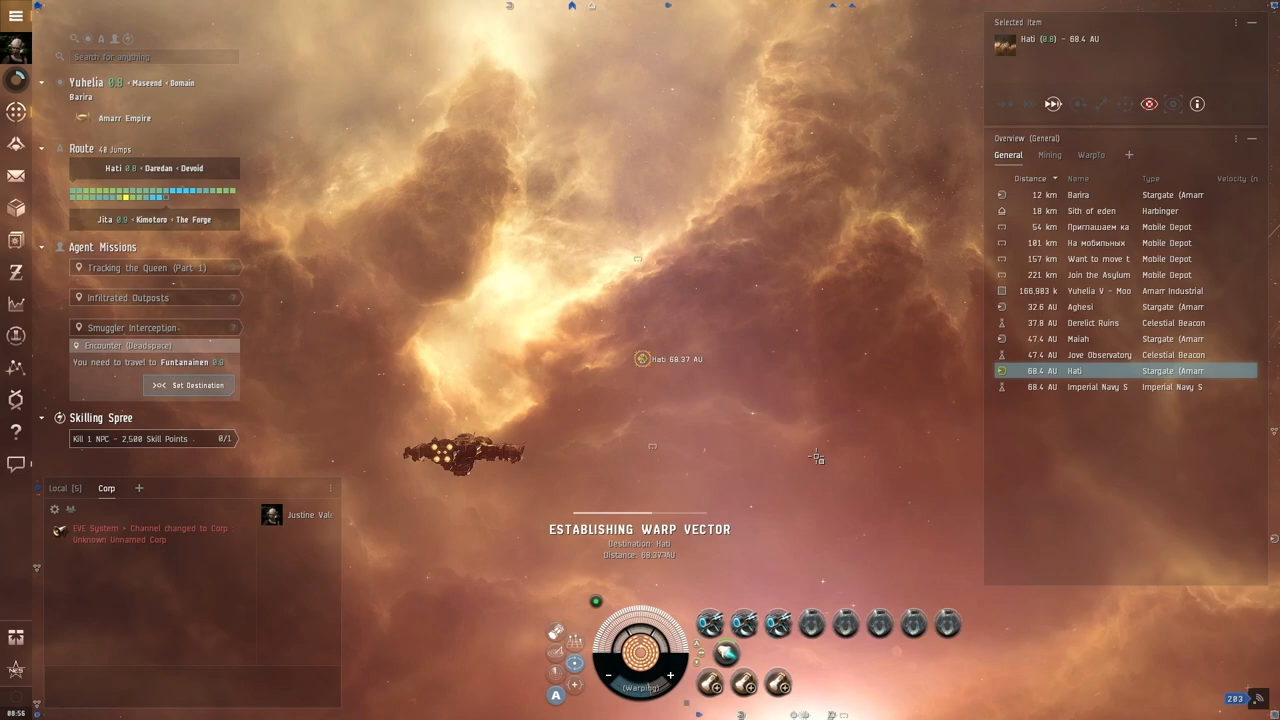 Search for anything
Yuhelia 0.8 ‹ Maseend ‹ Domain
Barira
Amarr Empire
Route 40 Jumps
Hati 0.8 ‹ Daredan ‹ Devoid
Jita 0.9 ‹ Kimotoro ‹ The Forge
Agent Missions
Tracking the Queen (Part 1) ?
Infiltrated Outposts ?
Smuggler Interception ?
Encounter (Deadspace)
You need to travel to Funtanainen 0.9
Set Destination
Skilling Spree
Kill 1 NPC - 2,500 Skill Points 0/1
Local [5] Corp
EVE System > Channel changed to Corp :
Unknown Unnamed Corp
Justine Val
08:56
NES
Hati 68.37 AU
ESTABLISHING WARP VECTOR
Destination: Hati
Distance: 68.37 AU
(Warping)
A
Selected Item
Hati (0.8) - 68.4 AU
Overview (General)
General Mining WarpTo
Distance Name Type Velocity (n
12 km Barira Stargate (Amarr
18 km Sith of eden Harbinger
54 km Приглашаем ка Mobile Depot
101 km На мобильных Mobile Depot
157 km Want to move t Mobile Depot
221 km Join the Asylum Mobile Depot
166,983 k Yuhelia V - Moo Amarr Industrial
32.6 AU Aghesi Stargate (Amarr
37.8 AU Derelict Ruins Celestial Beacon
47.4 AU Maiah Stargate (Amarr
47.4 AU Jove Observatory Celestial Beacon
68.4 AU Hati Stargate (Amarr
68.4 AU Imperial Navy S Imperial Navy S
203